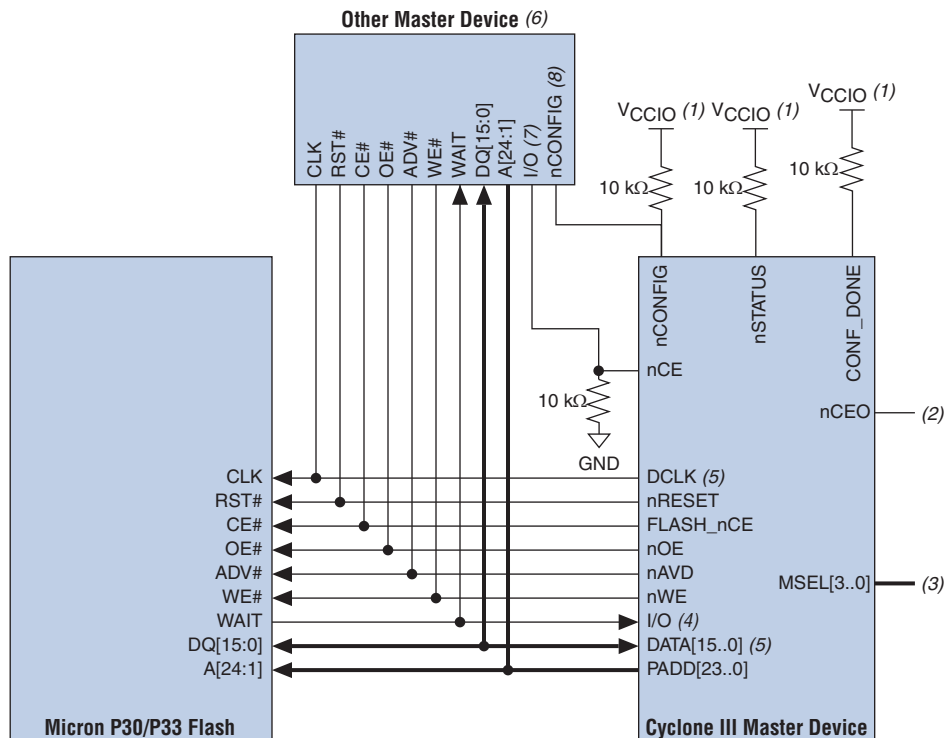 Other Master Device (6)
CLK
RST#
CE#
OE#
ADV#
WE#
WAIT
DQ[15:0]
A[24:1]
I/O (7)
nCONFIG (8)
VCCIO (1)
VCCIO (1)
VCCIO (1)
10 kΩ
10 kΩ
10 kΩ
nCONFIG
nSTATUS
CONF_DONE
nCE
10 kΩ
GND
nCEO
(2)
CLK
DCLK (5)
RST#
nRESET
CE#
FLASH_nCE
OE#
nOE
ADV#
nAVD
MSEL[3..0]
(3)
WE#
nWE
WAIT
I/O (4)
DQ[15:0]
DATA[15..0] (5)
A[24:1]
PADD[23..0]
Micron P30/P33 Flash
Cyclone III Master Device